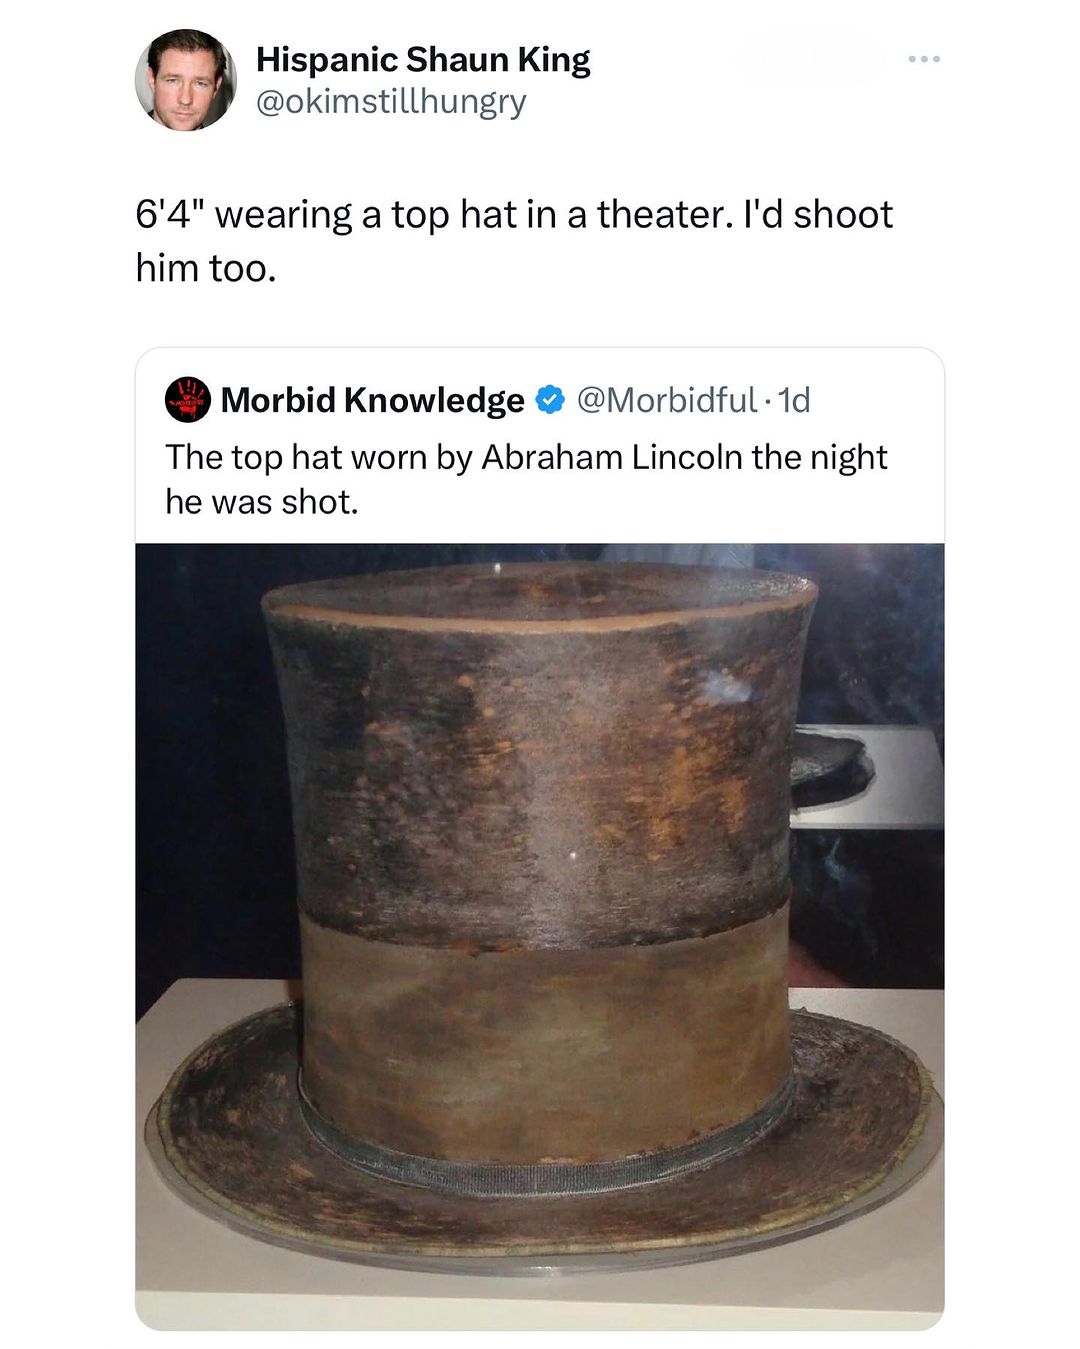 Hispanic Shaun King
@okimstillhungry
6'4" wearing a top hat in a theater. I'd shoot
him too.
Morbid Knowledge @Morbidful · 1d
The top hat worn by Abraham Lincoln the night
he was shot.